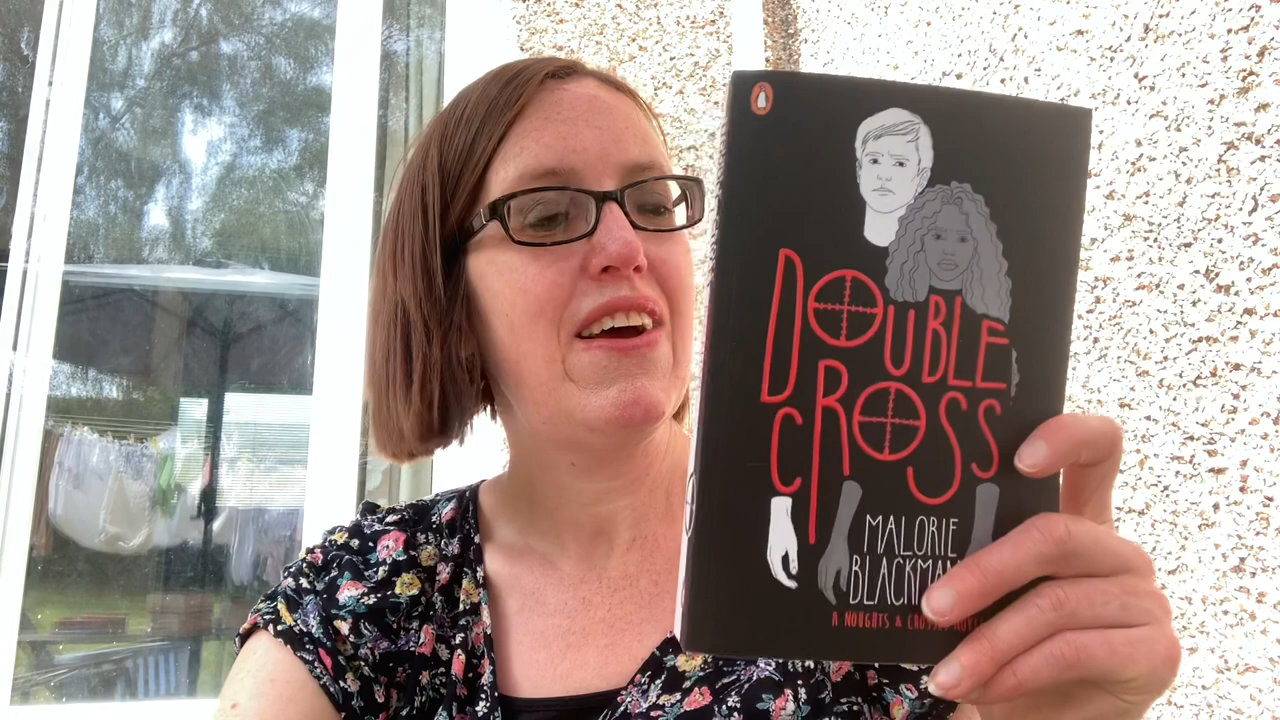 DOUBLE
CROSS
MALORIE
BLACKMAN
A NOUGHTS & CROSSES NOVEL